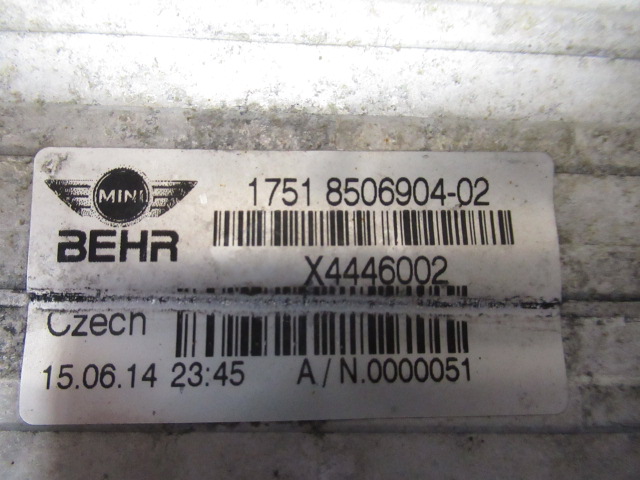 MINI
1751 8506904-02
BEHR
X4446002
Czech
15.06.14 23:45 A/N.0000051